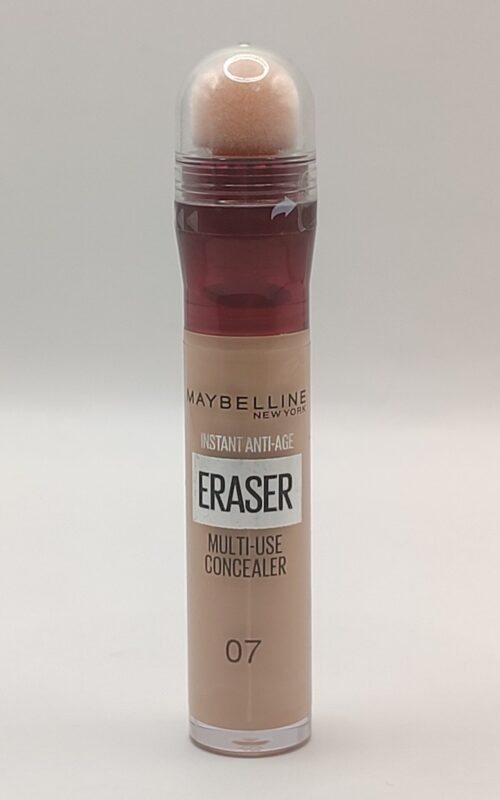 MAYBELLINE
NEW YORK
INSTANT ANTI-AGE
ERASER
MULTI-USE
CONCEALER
07